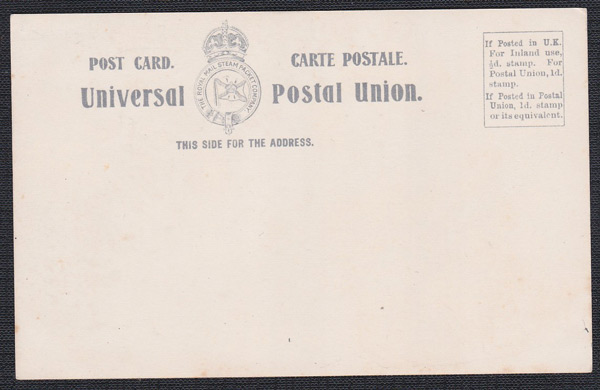 POST CARD.
CARTE POSTALE.
THE ROYAL MAIL STEAM PACKET COMPANY
Universal Postal Union.
THIS SIDE FOR THE ADDRESS.
If Posted in U.K.
For Inland use,
½d. stamp. For
Postal Union, 1d.
stamp.
If Posted in Postal
Union, 1d. stamp
or its equivalent.